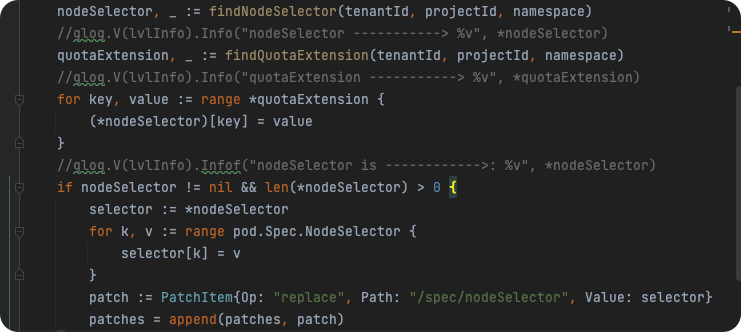 nodeSelector, _ := findNodeSelector(tenantId, projectId, namespace)
//glog.V(lvlInfo).Info("nodeSelector -----------> %v", *nodeSelector)
quotaExtension, _ := findQuotaExtension(tenantId, projectId, namespace)
//glog.V(lvlInfo).Info("quotaExtension -----------> %v", *quotaExtension)
for key, value := range *quotaExtension {
(*nodeSelector)[key] = value
}
//glog.V(lvlInfo).Infof("nodeSelector is ------------>: %v", *nodeSelector)
if nodeSelector != nil && len(*nodeSelector) > 0 {
selector := *nodeSelector
for k, v := range pod.Spec.NodeSelector {
selector[k] = v
}
patch := PatchItem{Op: "replace", Path: "/spec/nodeSelector", Value: selector}
patches = append(patches, patch)